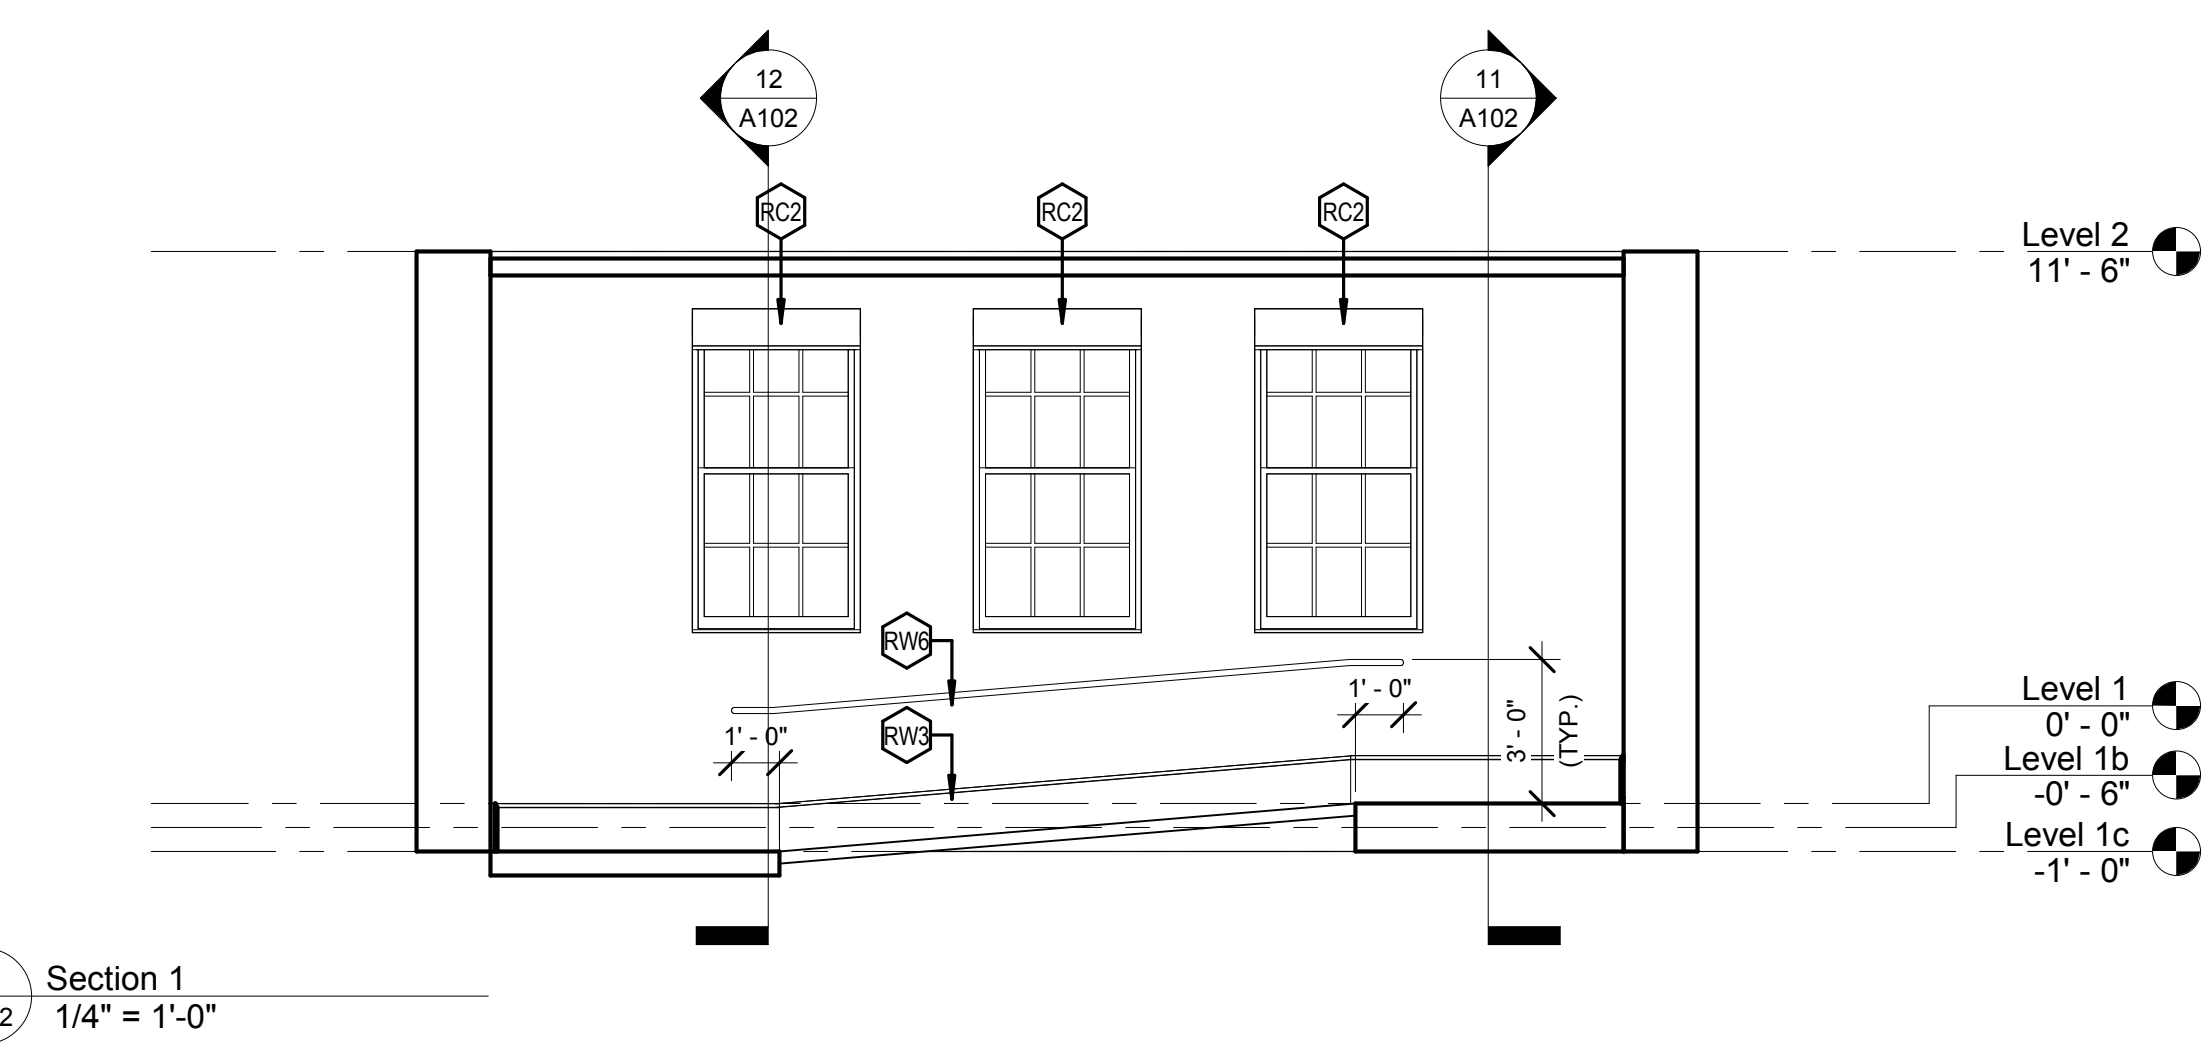 12
A102
11
A102
RC2
RC2
RC2
Level 2
11' - 6"
RW6
1' - 0"
3' - 0"
(TYP.)
Level 1
0' - 0"
RW3
1' - 0"
Level 1b
-0' - 6"
Level 1c
-1' - 0"
Section 1
2
1/4" = 1'-0"